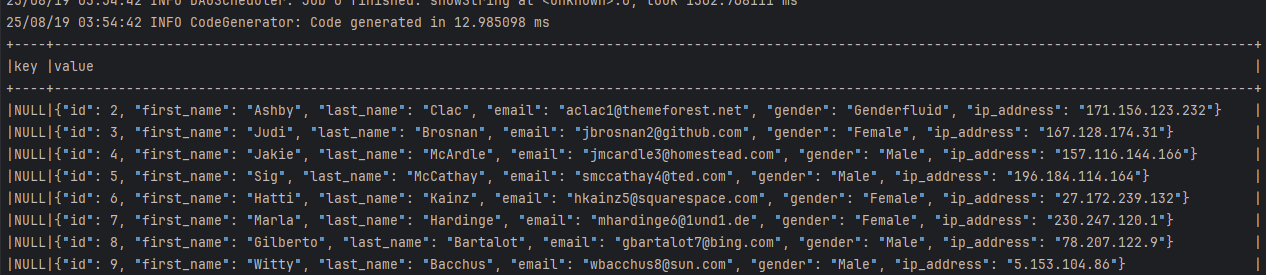 25/08/19 03:54:42 INFO DAGScheduler: Job 0 finished: showString at <unknown>:0, took 1382.768111 ms
25/08/19 03:54:42 INFO CodeGenerator: Code generated in 12.985098 ms
+----+------------------------------------------------------------------------------------------------------------------------------------------------------+
|key |value |
+----+------------------------------------------------------------------------------------------------------------------------------------------------------+
|NULL|{"id": 2, "first_name": "Ashby", "last_name": "Clac", "email": "aclac1@themeforest.net", "gender": "Genderfluid", "ip_address": "171.156.123.232"} |
|NULL|{"id": 3, "first_name": "Judi", "last_name": "Brosnan", "email": "jbrosnan2@github.com", "gender": "Female", "ip_address": "167.128.174.31"} |
|NULL|{"id": 4, "first_name": "Jakie", "last_name": "McArdle", "email": "jmcardle3@homestead.com", "gender": "Male", "ip_address": "157.116.144.166"} |
|NULL|{"id": 5, "first_name": "Sig", "last_name": "McCathay", "email": "smccathay4@ted.com", "gender": "Male", "ip_address": "196.184.114.164"} |
|NULL|{"id": 6, "first_name": "Hatti", "last_name": "Kainz", "email": "hkainz5@squarespace.com", "gender": "Female", "ip_address": "27.172.239.132"} |
|NULL|{"id": 7, "first_name": "Marla", "last_name": "Hardinge", "email": "mhardinge6@1und1.de", "gender": "Female", "ip_address": "230.247.120.1"} |
|NULL|{"id": 8, "first_name": "Gilberto", "last_name": "Bartalot", "email": "gbartalot7@bing.com", "gender": "Male", "ip_address": "78.207.122.9"} |
|NULL|{"id": 9, "first_name": "Witty", "last_name": "Bacchus", "email": "wbacchus8@sun.com", "gender": "Male", "ip_address": "5.153.104.86"} |